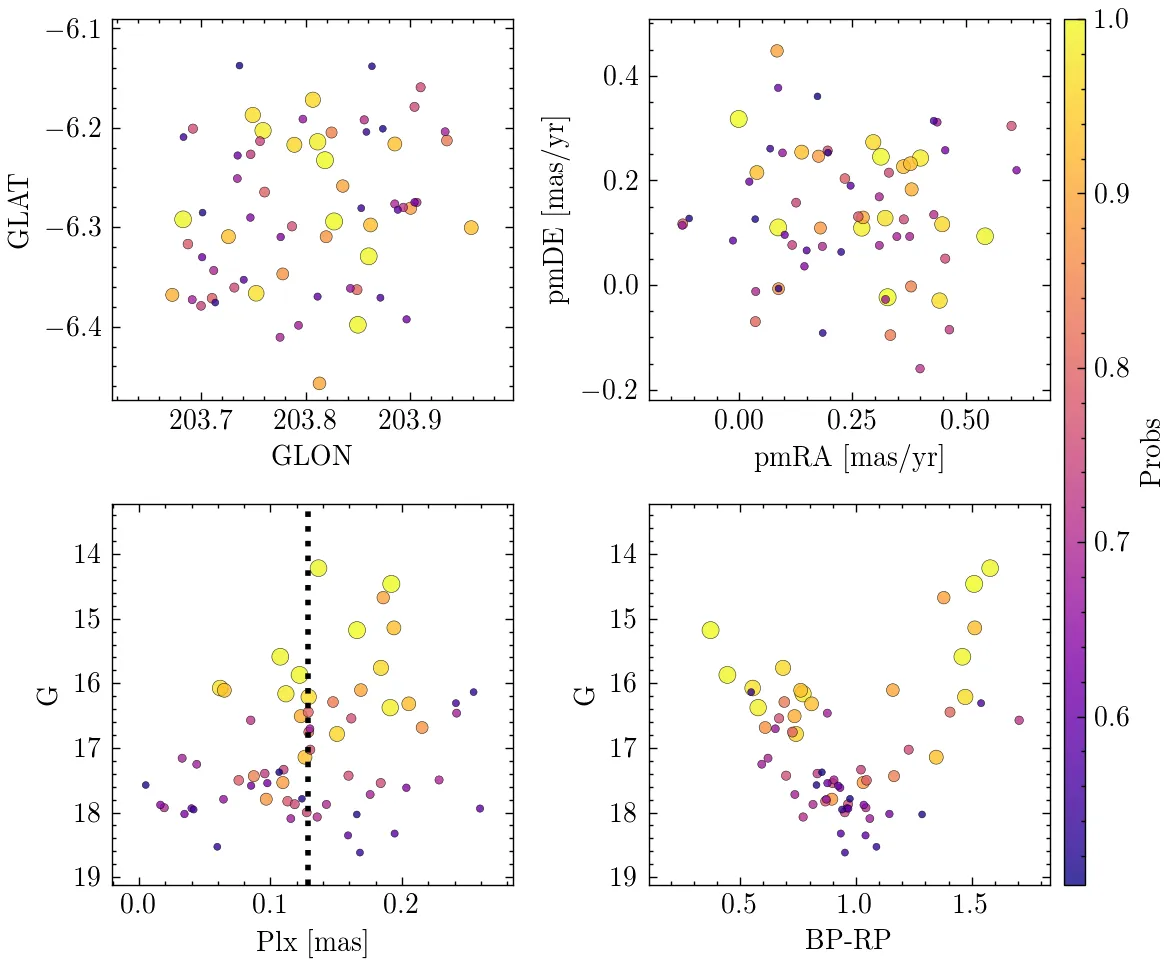 −6.1
−6.2
−6.3
−6.4
GLAT
203.7 203.8 203.9
GLON
0.4
0.2
0.0
−0.2
pmDE [mas/yr]
0.00 0.25 0.50
pmRA [mas/yr]
1.0
0.9
0.8
0.7
0.6
Probs
14
15
16
17
18
19
G
0.0 0.1 0.2
Plx [mas]
14
15
16
17
18
19
G
0.5 1.0 1.5
BP-RP